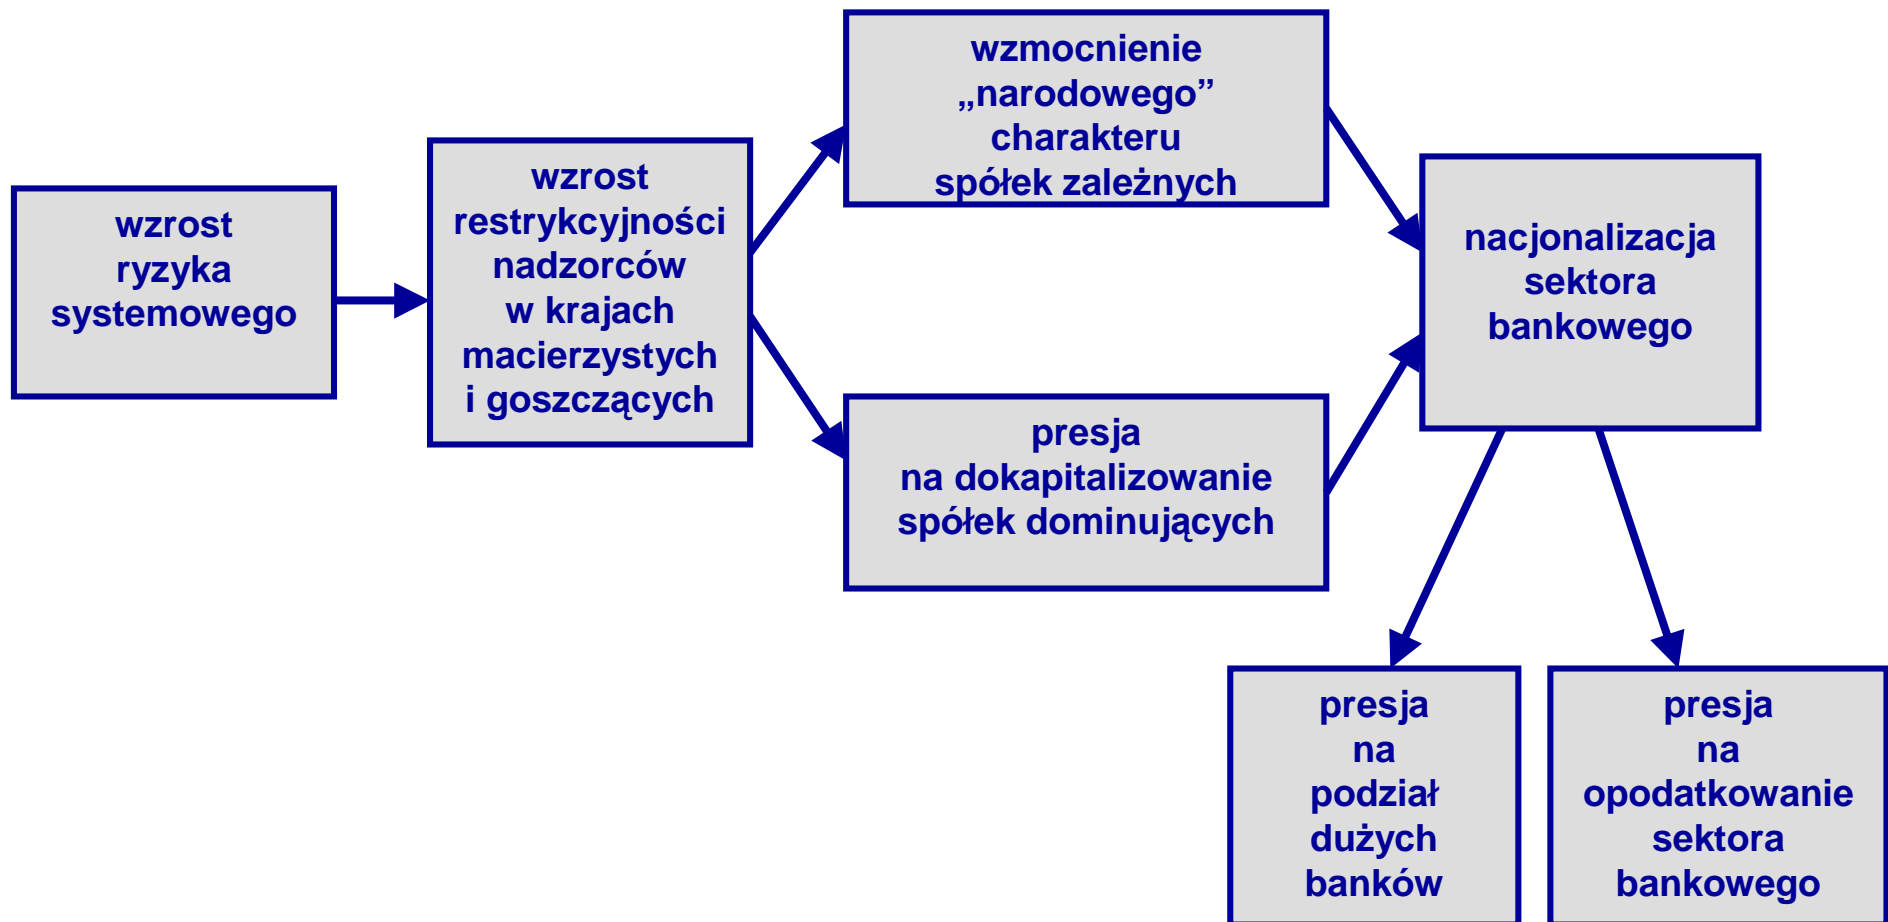 wzrost
ryzyka
systemowego
wzrost
restrykcyjności
nadzorców
w krajach
macierzystych
i goszczących
wzmocnienie
„narodowego”
charakteru
spółek zależnych
presja
na dokapitalizowanie
spółek dominujących
nacjonalizacja
sektora
bankowego
presja
na
podział
dużych
banków
presja
na
opodatkowanie
sektora
bankowego